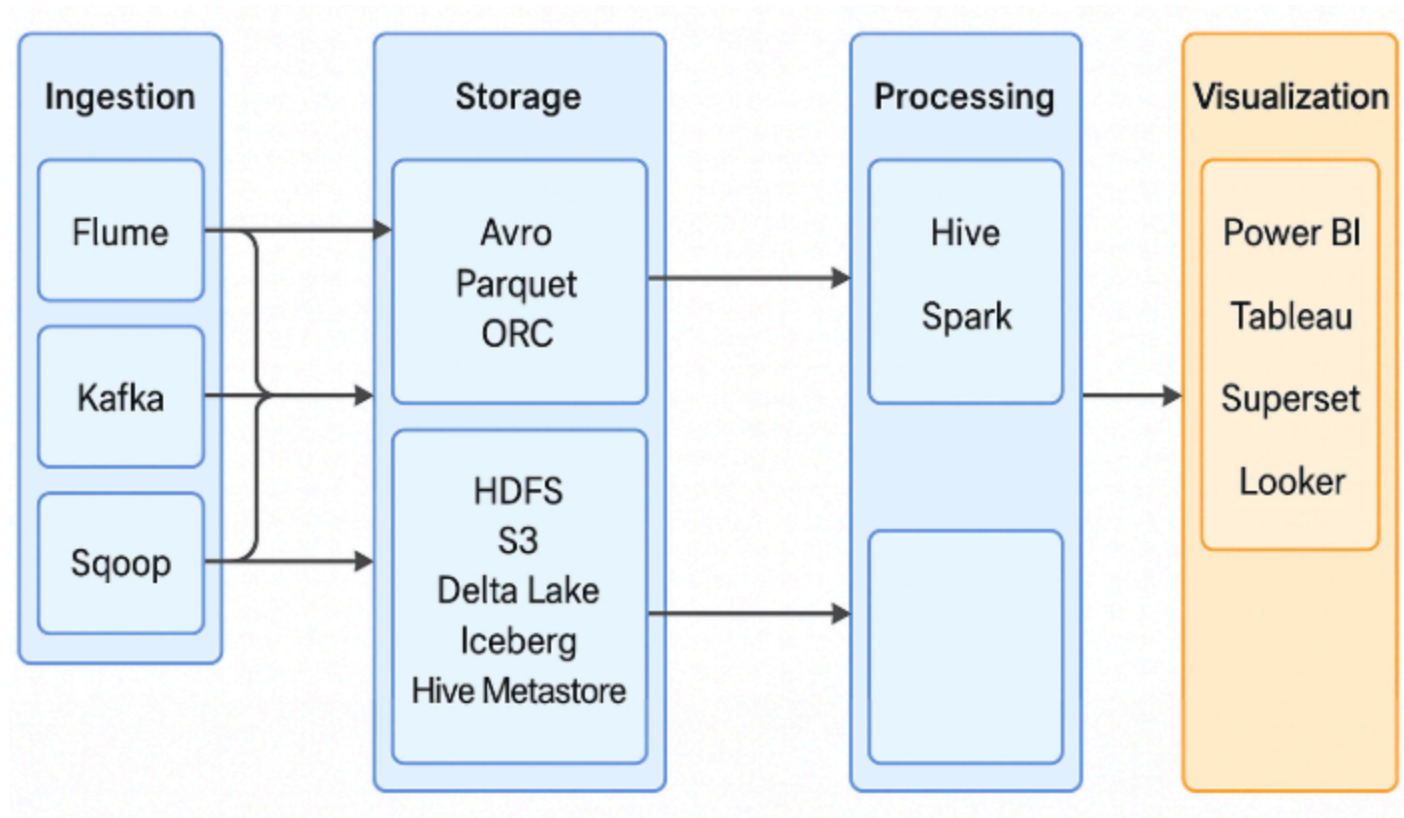 Ingestion
Flume
Kafka
Sqoop
Storage
Avro
Parquet
ORC
HDFS
S3
Delta Lake
Iceberg
Hive Metastore
Processing
Hive
Spark
Visualization
Power BI
Tableau
Superset
Looker